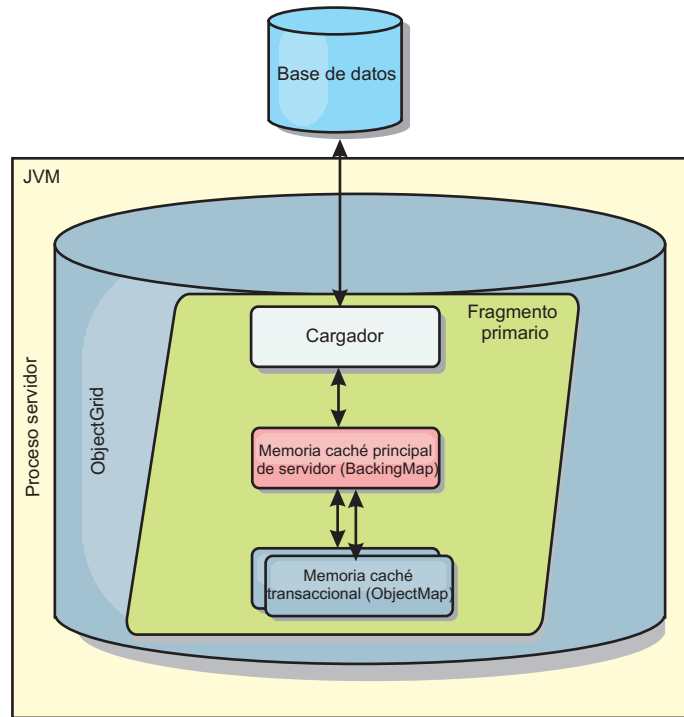 Base de datos
JVM
Proceso servidor
ObjectGrid
Fragmento
primario
Cargador
Memoria caché principal
de servidor (BackingMap)
Memoria caché
transaccional (ObjectMap)